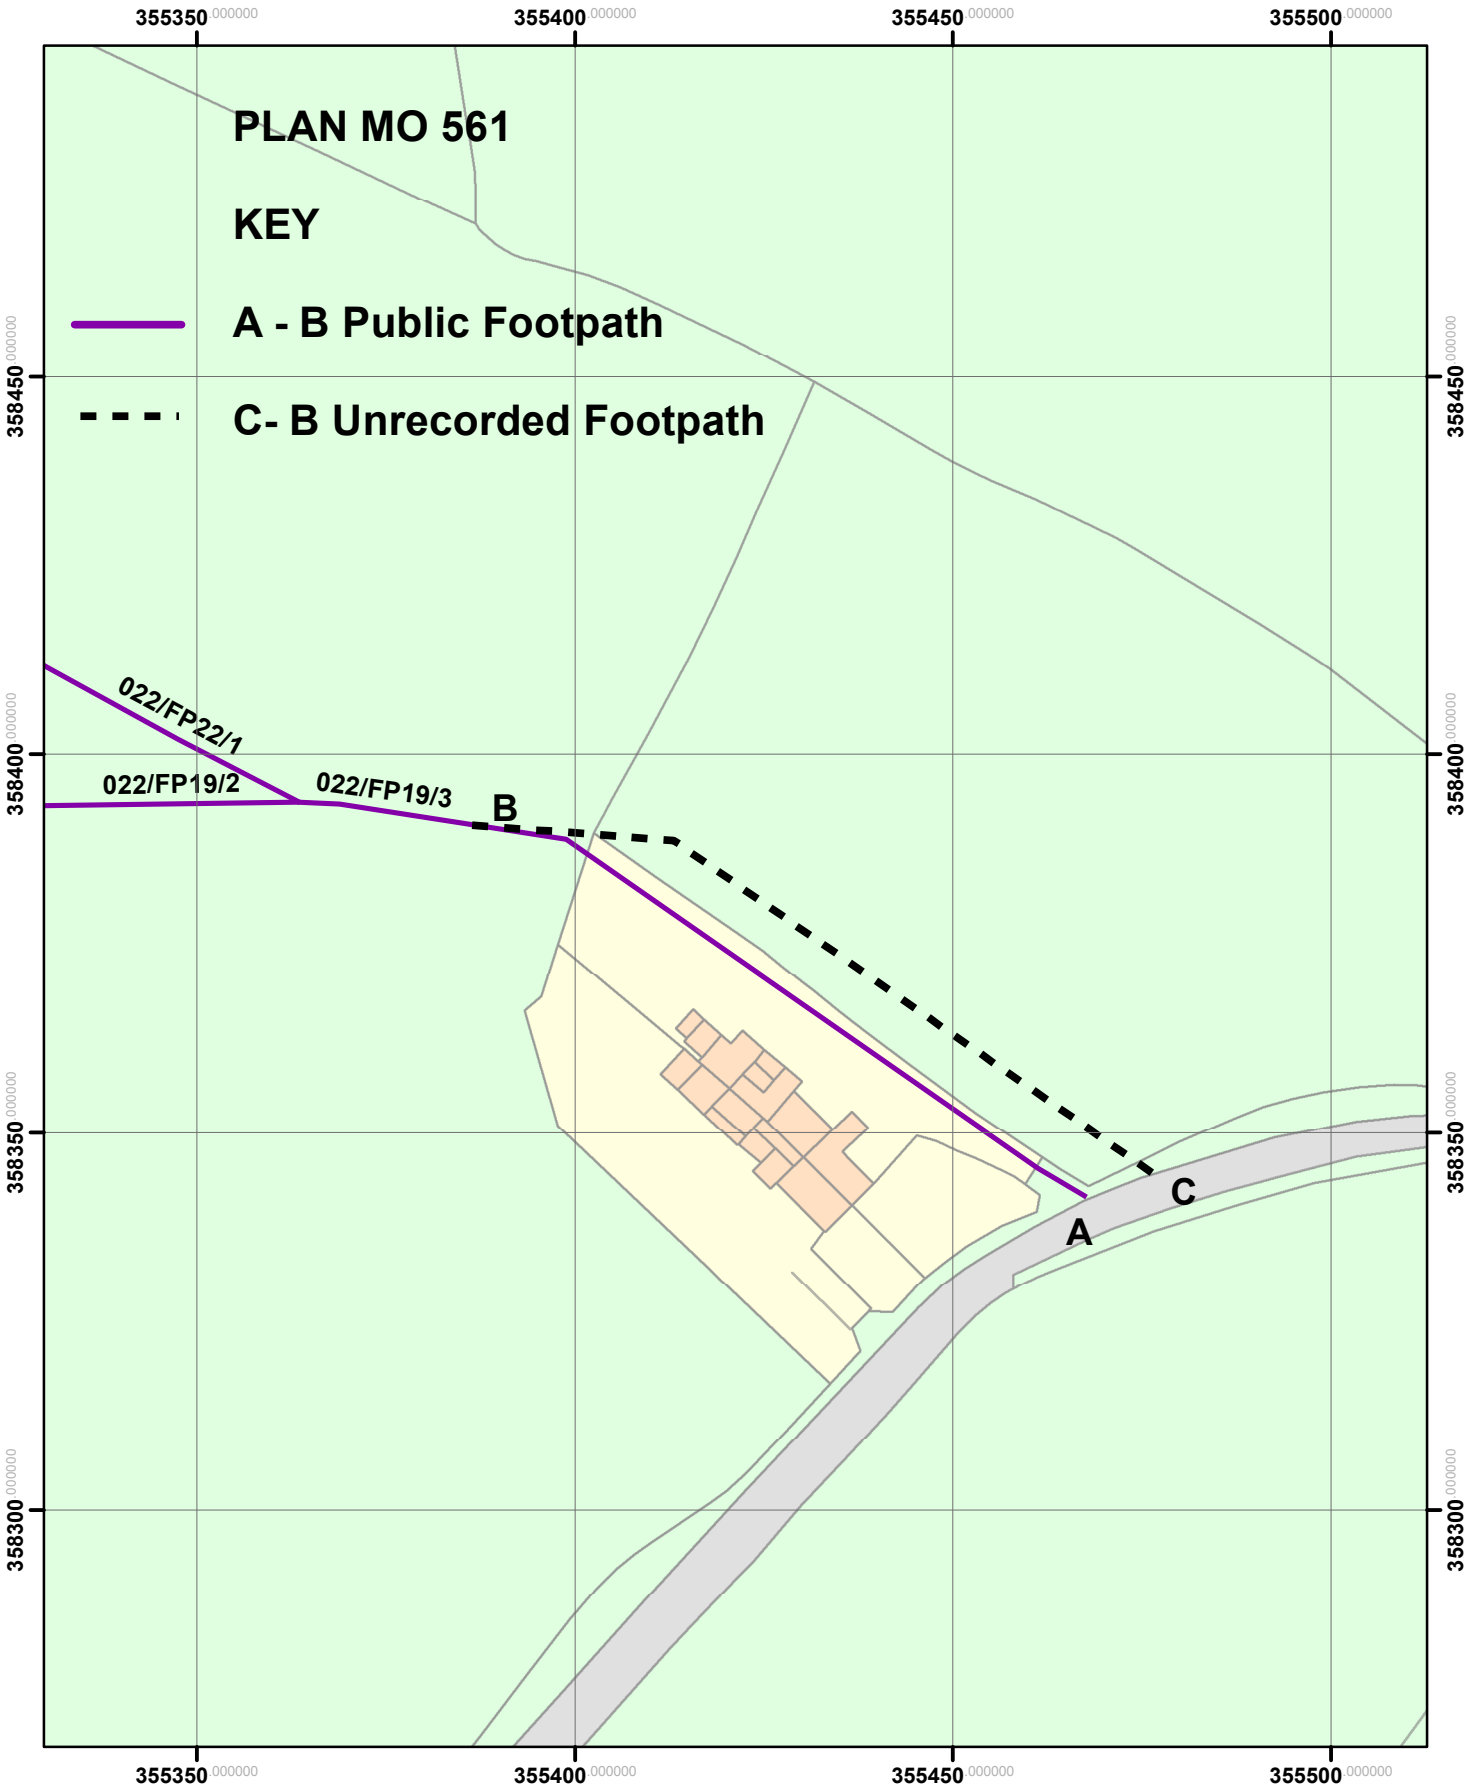 355350.000000 355400.000000 355450.000000 355500.000000
PLAN MO 561
KEY
A - B Public Footpath
C- B Unrecorded Footpath
358450.000000
358450.000000
022/FP22/1
358400.000000
358400.000000
022/FP19/2
022/FP19/3
B
358350.000000
358350.000000
C
A
358300.000000
358300.000000
355350.000000 355400.000000 355450.000000 355500.000000